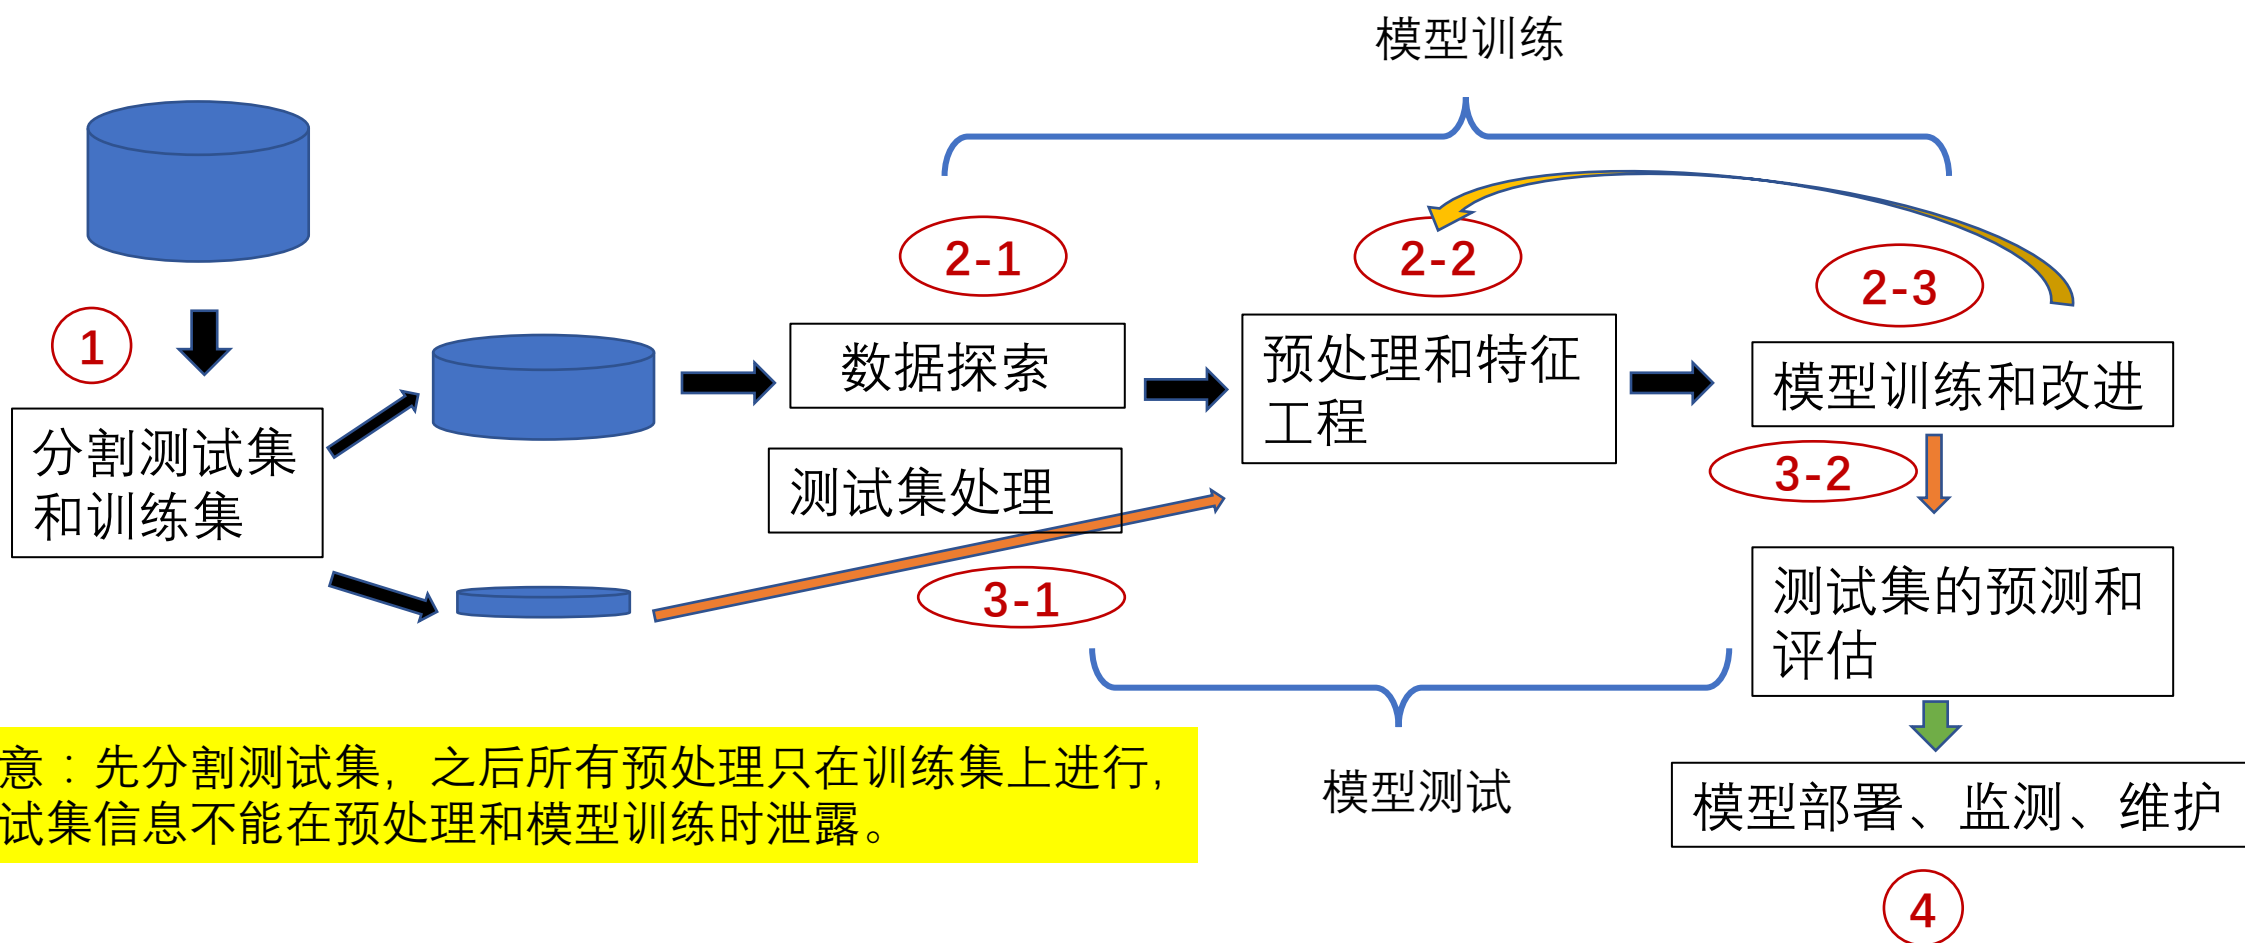 模型训练
2-1
2-2
2-3
1
数据探索
预处理和特征
工程
模型训练和改进
分割测试集
和训练集
测试集处理
3-2
3-1
测试集的预测和
评估
意：先分割测试集，之后所有预处理只在训练集上进行，
试集信息不能在预处理和模型训练时泄露。
模型测试
模型部署、监测、维护
4